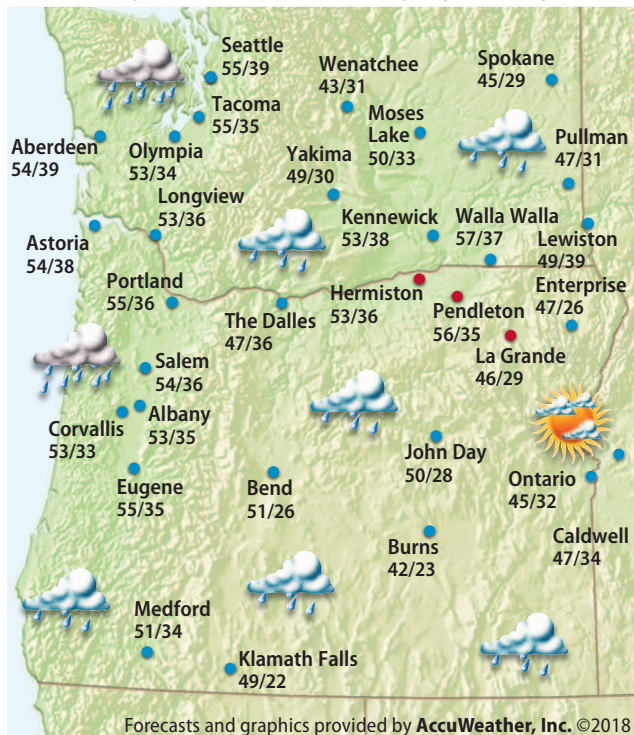 Seattle
55/39
Wenatchee
43/31
Spokane
45/29
Tacoma
55/35
Moses
Lake
50/33
Aberdeen
54/39
Olympia
53/34
Yakima
49/30
Pullman
47/31
Longview
53/36
Kennewick
53/38
Walla Walla
57/37
Lewiston
49/39
Astoria
54/38
Portland
55/36
The Dalles
47/36
Hermiston
53/36
Pendleton
56/35
Enterprise
47/26
La Grande
46/29
Salem
54/36
Albany
53/35
Corvallis
53/33
John Day
50/28
Eugene
55/35
Bend
51/26
Ontario
45/32
Burns
42/23
Caldwell
47/34
Medford
51/34
Klamath Falls
49/22
Forecasts and graphics provided by AccuWeather, Inc. ©2018